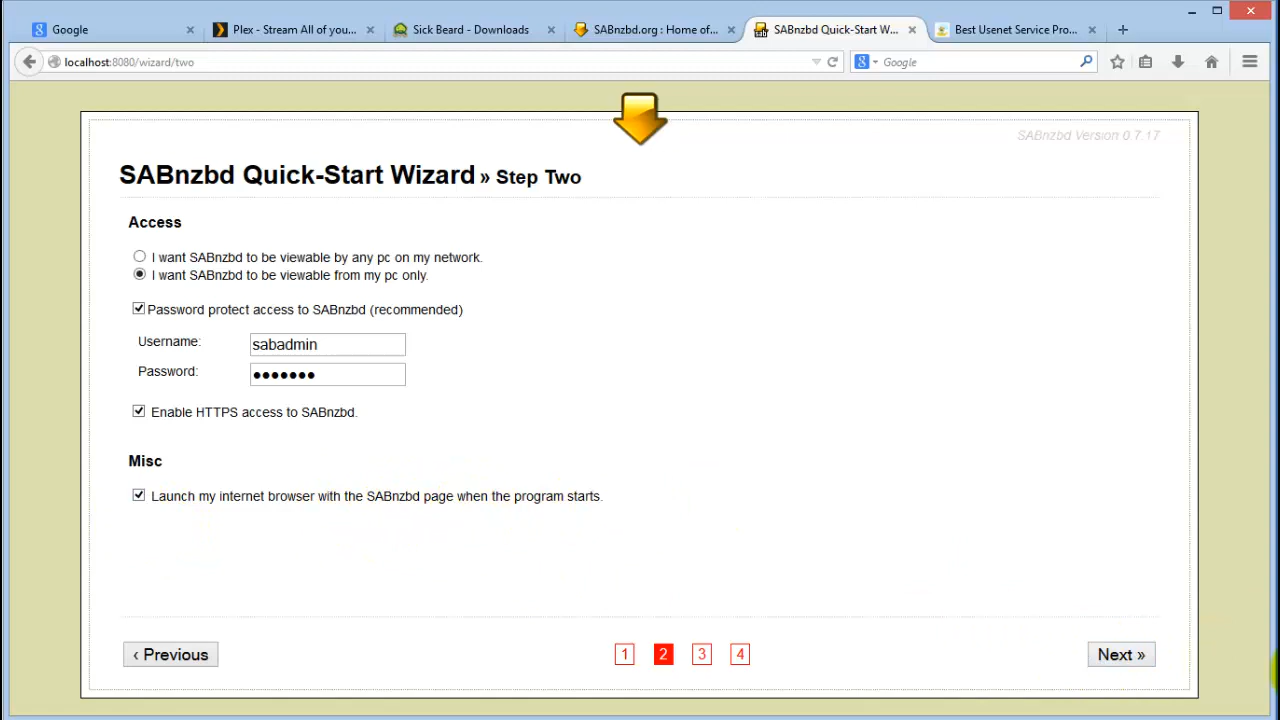 Google
Plex - Stream All of you...
Sick Beard - Downloads
SABnzbd.org : Home of...
SABnzbd Quick-Start W...
Best Usenet Service Pro...
localhost:8080/wizard/two
Google
SABnzbd Version 0.7.17
SABnzbd Quick-Start Wizard » Step Two
Access
I want SABnzbd to be viewable by any pc on my network.
I want SABnzbd to be viewable from my pc only.
Password protect access to SABnzbd (recommended)
Username: sabadmin
Password: •••••••
Enable HTTPS access to SABnzbd.
Misc
Launch my internet browser with the SABnzbd page when the program starts.
‹ Previous 1 2 3 4 Next »